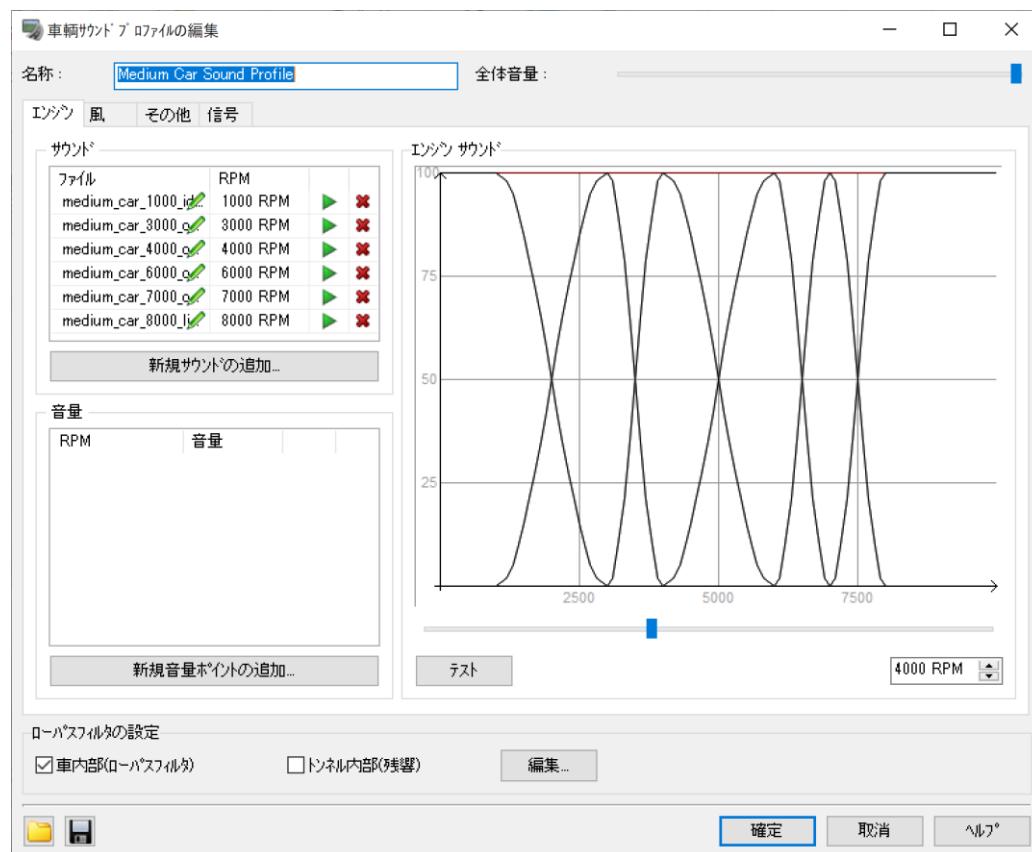 車輌ｻｳﾝﾄﾞﾌﾟﾛﾌｧｲﾙの編集
名称 :
Medium Car Sound Profile
全体音量 :
ｴﾝｼﾞﾝ 風 その他 信号
ｻｳﾝﾄﾞ
ﾌｧｲﾙ RPM
medium_car_1000_id... 1000 RPM
medium_car_3000_o 3000 RPM
medium_car_4000_o 4000 RPM
medium_car_6000_o 6000 RPM
medium_car_7000_o 7000 RPM
medium_car_8000_li 8000 RPM
新規ｻｳﾝﾄﾞの追加...
音量
RPM 音量
新規音量ﾎﾟｲﾝﾄの追加...
ｴﾝｼﾞﾝ ｻｳﾝﾄﾞ
100
75
50
25
2500 5000 7500
ﾃｽﾄ
4000 RPM
ﾛｰﾊﾟｽﾌｨﾙﾀの設定
車内部(ﾛｰﾊﾟｽﾌｨﾙﾀ)
ﾄﾝﾈﾙ内部(残響)
編集...
確定 取消 ﾍﾙﾌﾟ